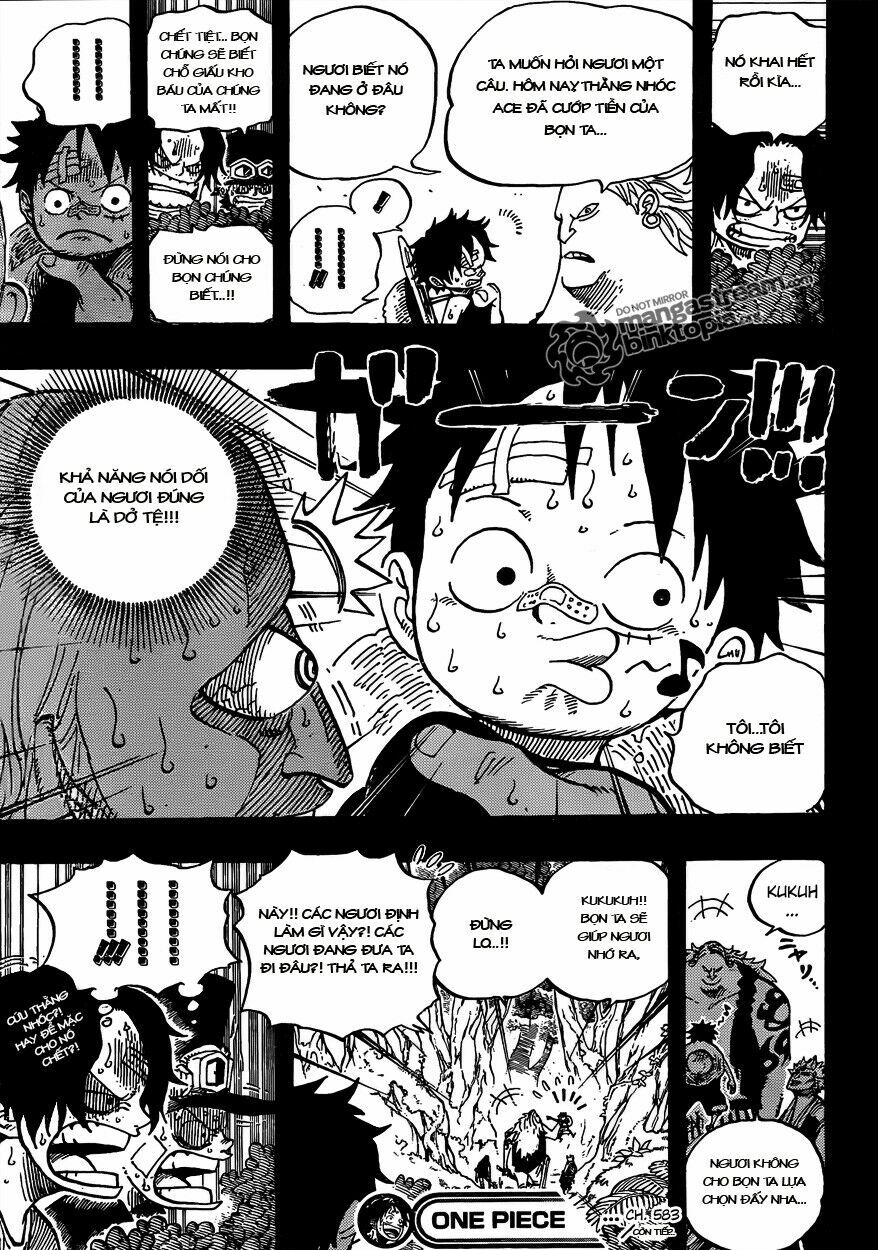 NÓ KHAI HẾT
RỒI KÌA...
TA MUỐN HỎI NGƯƠI MỘT
CÂU. HÔM NAY THẰNG NHÓC
ACE ĐÃ CƯỚP TIỀN CỦA
BỌN TA...
NGƯƠI BIẾT NÓ
ĐANG Ở ĐÂU
KHÔNG?
CHẾT TIỆT... BỌN
CHÚNG SẼ BIẾT
CHỖ GIẤU KHO
BÁU CỦA CHÚNG
TA MẤT!!
ĐỪNG NÓI CHO
BỌN CHÚNG
BIẾT...!!
DO NOT MIRROR
mangastream.com
binktopia
ガーーン!!
TÔI...TÔI
KHÔNG BIẾT
KHẢ NĂNG NÓI DỐI
CỦA NGƯƠI ĐÚNG
LÀ DỞ TỆ!!!
KUKUH
...
NGƯƠI KHÔNG
CHO BỌN TA LỰA
CHỌN ĐẤY NHA...
KUKUKUH!!
BỌN TA SẼ
GIÚP NGƯƠI
NHỚ RA,
ĐỪNG
LO...!!
NÀY!! CÁC NGƯƠI ĐỊNH
LÀM GÌ VẬY?! CÁC
NGƯƠI ĐANG ĐƯA TA
ĐI ĐÂU?! THẢ TA RA!!!
CỨU THẰNG
NHÓC?!
HAY ĐỂ MẶC
CHO NÓ
CHẾT?!
ONE PIECE
.... CH. 583
CÒN TIẾP..